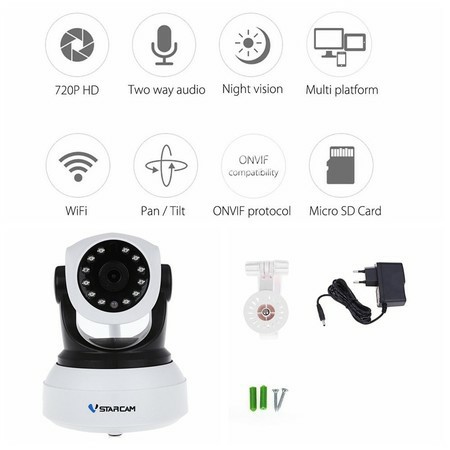 720P HD
Two way audio
Night vision
Multi platform
ONVIF
compatibility
WiFi
Pan / Tilt
ONVIF protocol
Micro SD Card
VSTARCAM